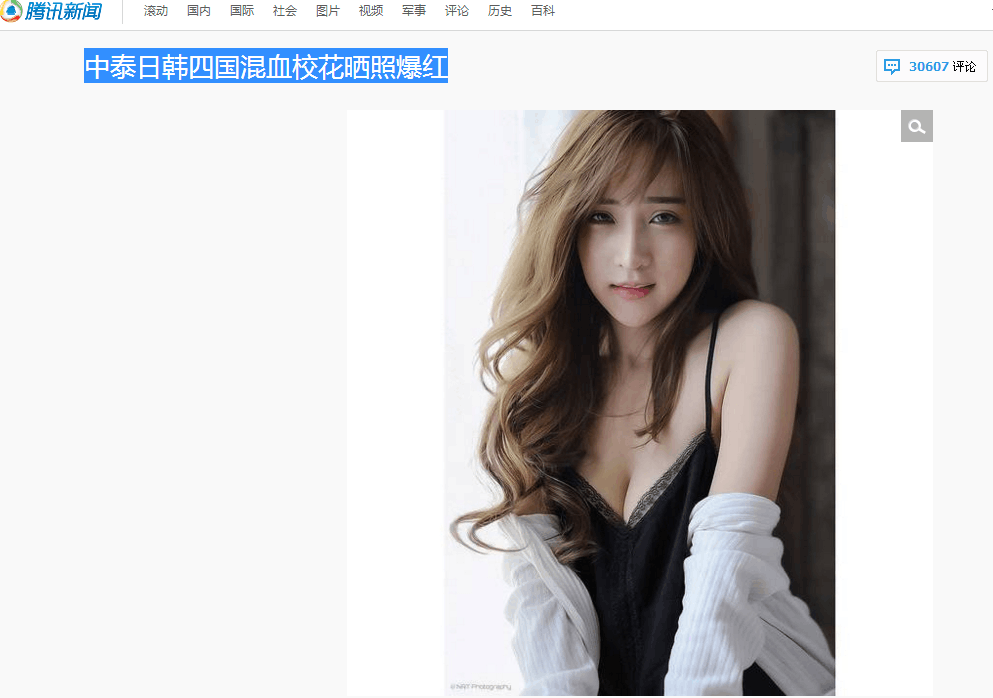 腾讯新闻 滚动 国内 国际 社会 图片 视频 军事 评论 历史 百科
中泰日韩四国混血校花晒照爆红
30607 评论
©NRT-Photography